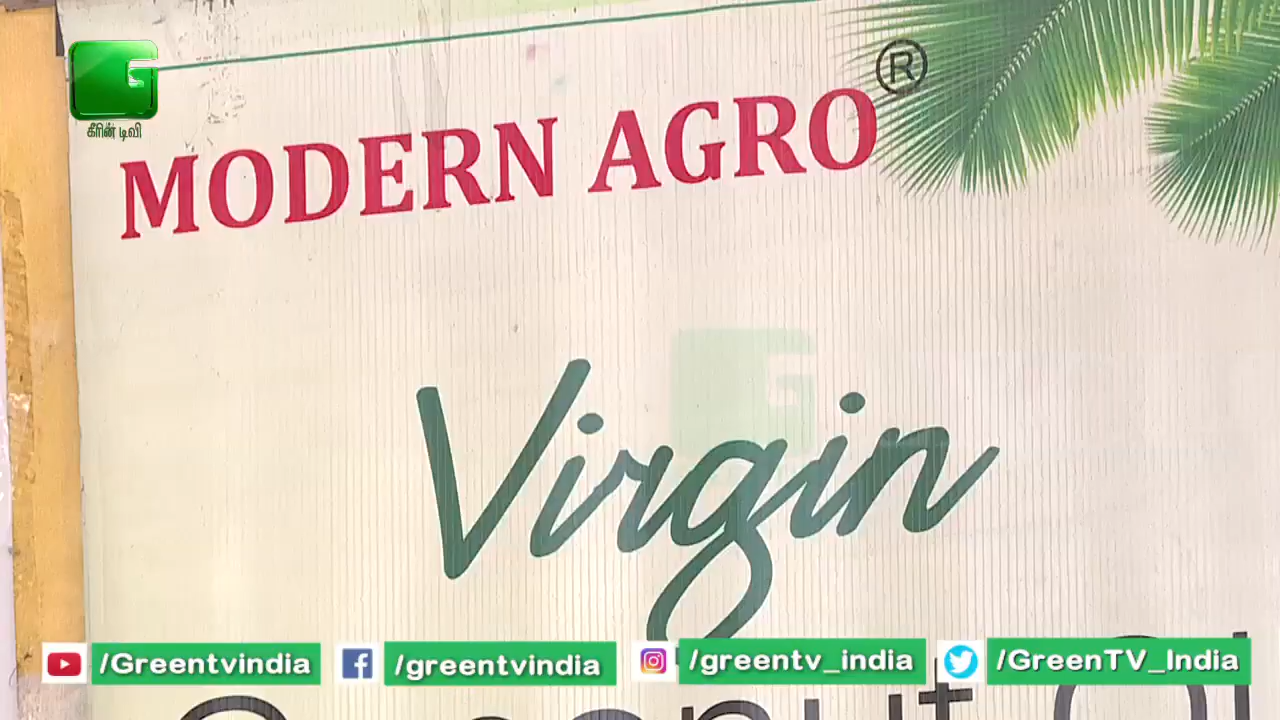 கீரின் டிவி
MODERN AGRO ®
Virgin
/Greentvindia
/greentvindia
/greentv_india
/GreenTV_India